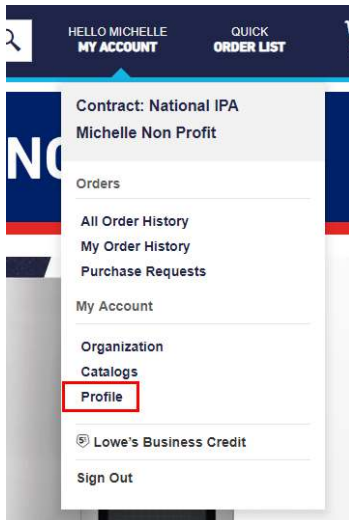 HELLO MICHELLE
MY ACCOUNT
QUICK
ORDER LIST
Contract: National IPA
Michelle Non Profit
Orders
All Order History
My Order History
Purchase Requests
My Account
Organization
Catalogs
Profile
Lowe's Business Credit
Sign Out